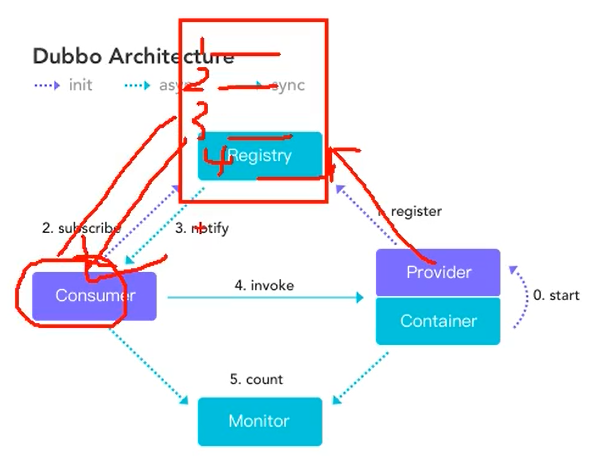 Dubbo Architecture
init
async
sync
1
2
3
4
Registry
1. register
2. subscribe
3. notify
Provider
Consumer
4. invoke
0. start
Container
5. count
Monitor